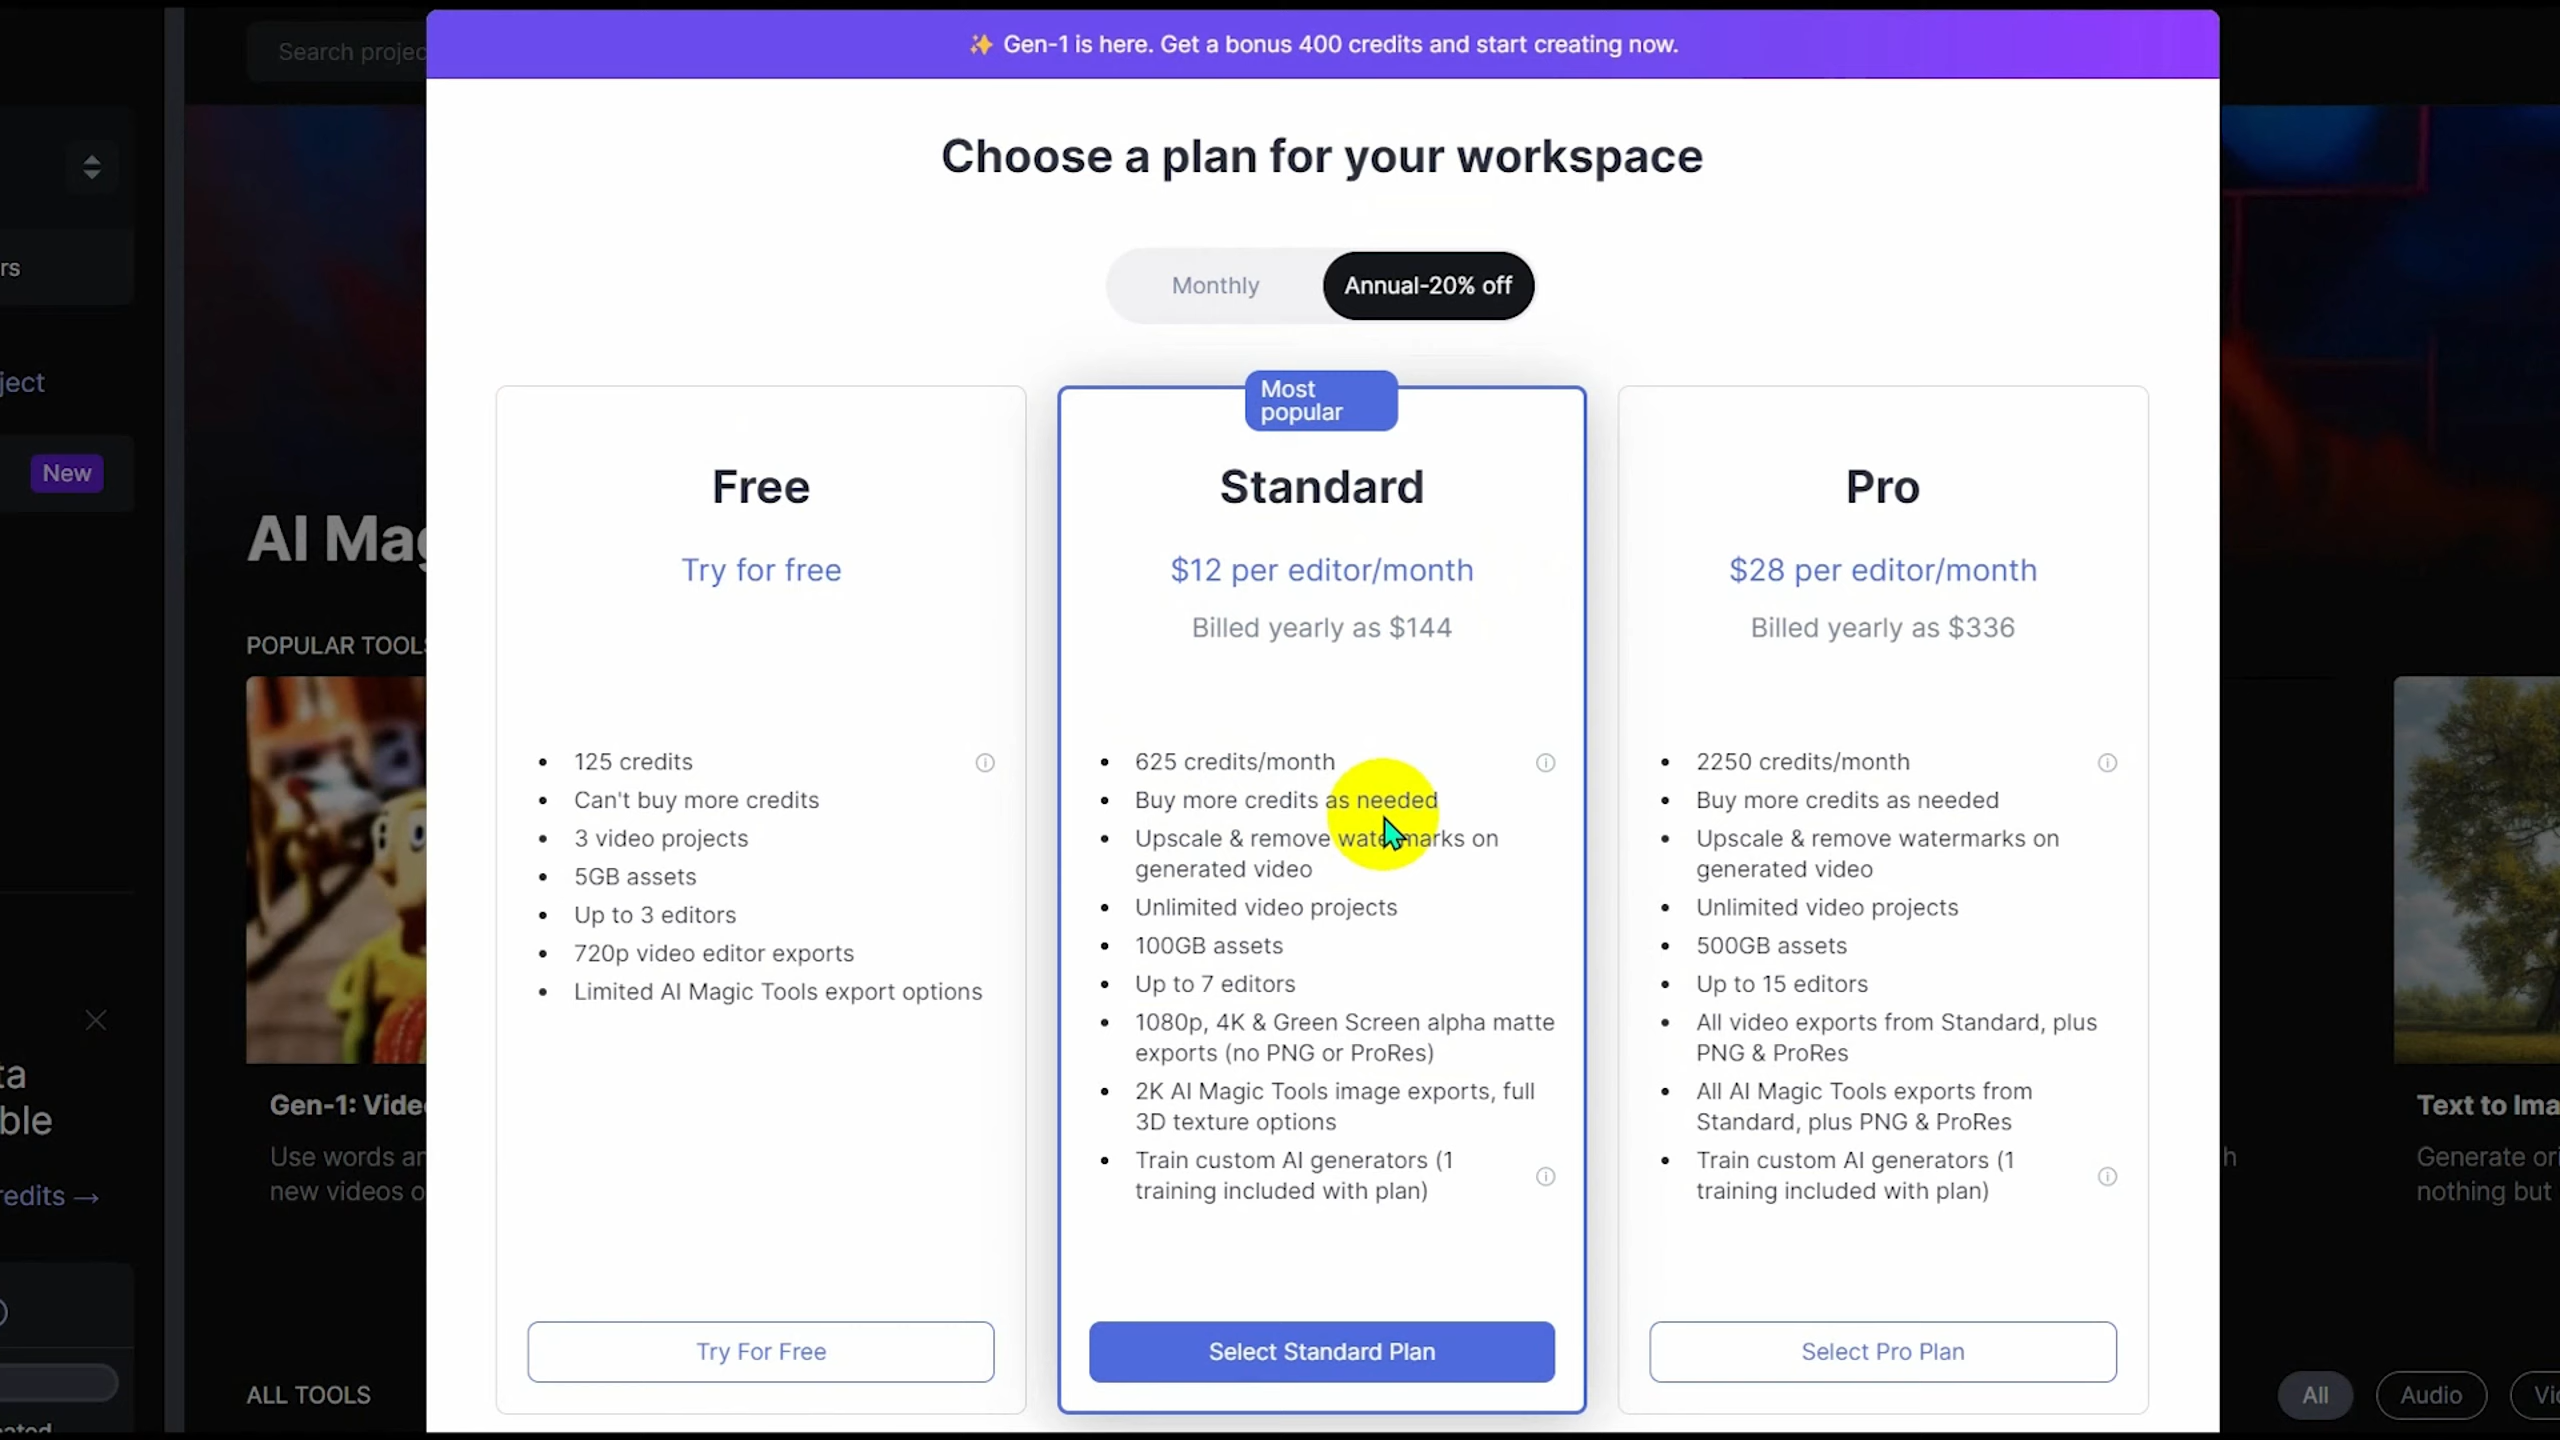 ✨ Gen-1 is here. Get a bonus 400 credits and start creating now.
Search projec
Choose a plan for your workspace
Monthly
Annual-20% off
rs
ject
New
AI Mag
POPULAR TOOLS
Most
popular
Free
Try for free
125 credits
Can't buy more credits
3 video projects
5GB assets
Up to 3 editors
720p video editor exports
Limited AI Magic Tools export options
Try For Free
Standard
$12 per editor/month
Billed yearly as $144
625 credits/month
Buy more credits as needed
Upscale & remove watermarks on
generated video
Unlimited video projects
100GB assets
Up to 7 editors
1080p, 4K & Green Screen alpha matte
exports (no PNG or ProRes)
2K AI Magic Tools image exports, full
3D texture options
Train custom AI generators (1
training included with plan)
Select Standard Plan
Pro
$28 per editor/month
Billed yearly as $336
2250 credits/month
Buy more credits as needed
Upscale & remove watermarks on
generated video
Unlimited video projects
500GB assets
Up to 15 editors
All video exports from Standard, plus
PNG & ProRes
All AI Magic Tools exports from
Standard, plus PNG & ProRes
Train custom AI generators (1
training included with plan)
Select Pro Plan
ta
ble
redits →
Gen-1: Vide
Use words an
new videos o
h
Text to Ima
Generate ori
nothing but
ALL TOOLS
All
Audio
Vi